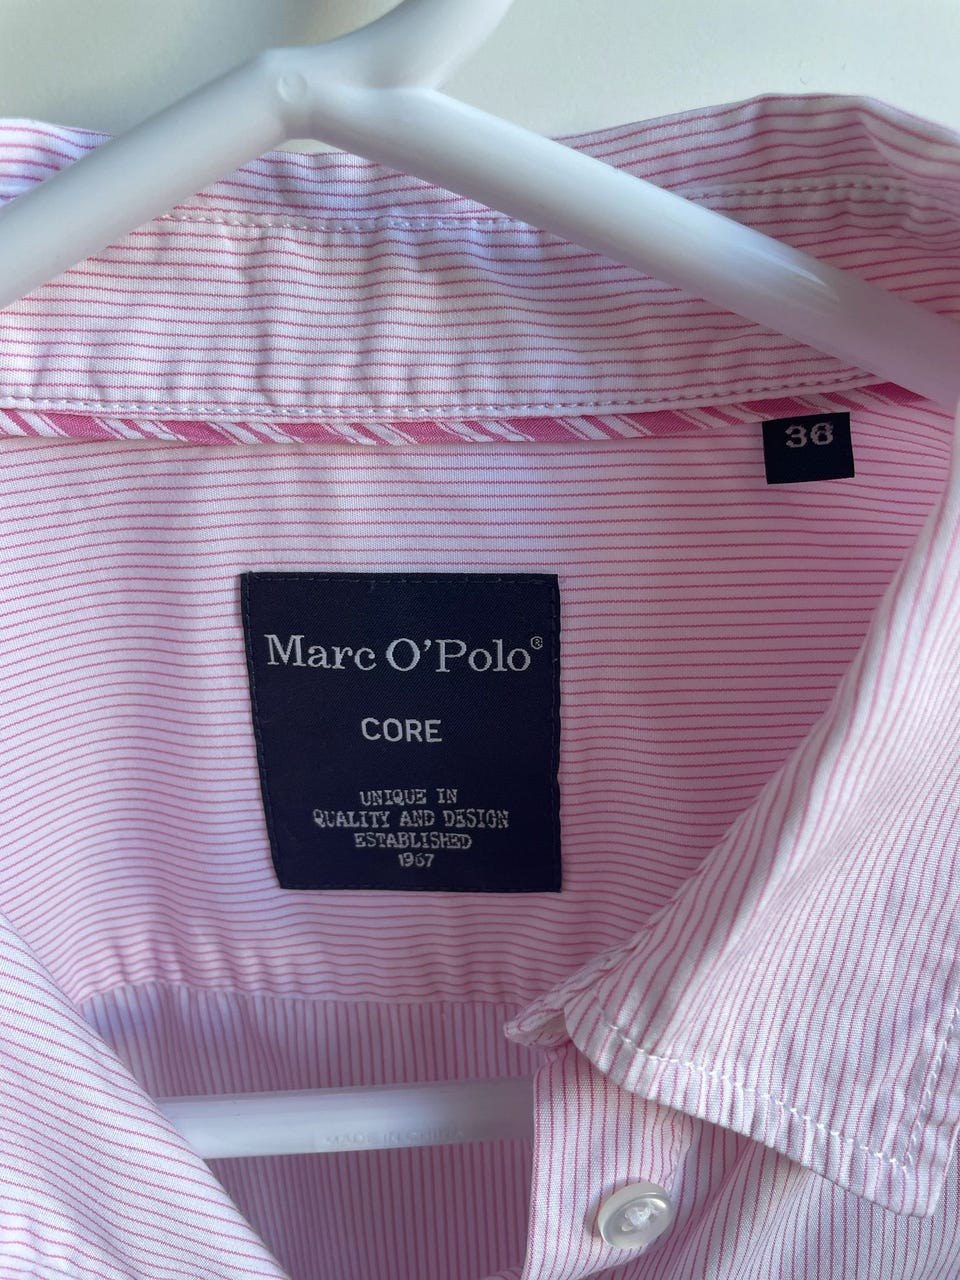 36
Marc O'Polo®
CORE
UNIQUE IN
QUALITY AND DESIGN
ESTABLISHED
1967
MADE IN CHINA